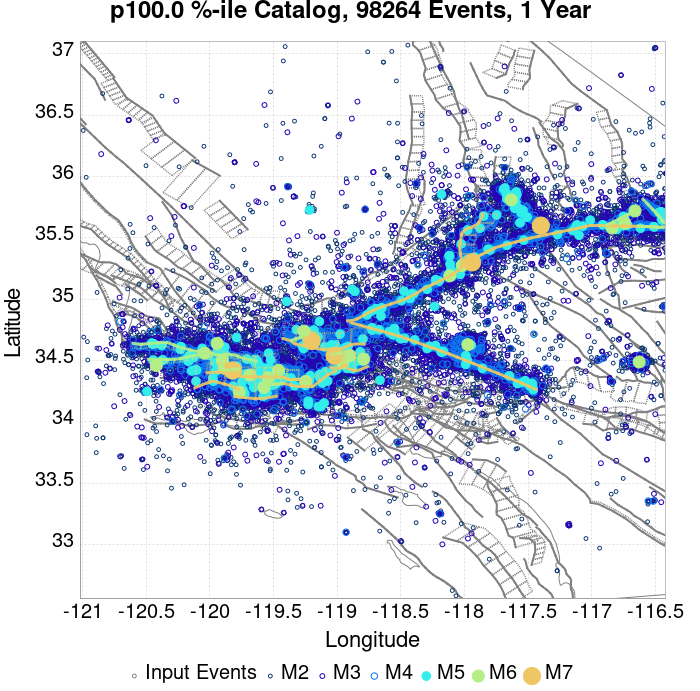 p100.0 %-ile Catalog, 98264 Events, 1 Year
37
36.5
36
35.5
35
34.5
34
33.5
33
Latitude
-121 -120.5 -120 -119.5 -119 -118.5 -118 -117.5 -117 -116.5
Longitude
Input Events M2 M3 M4 M5 M6 M7